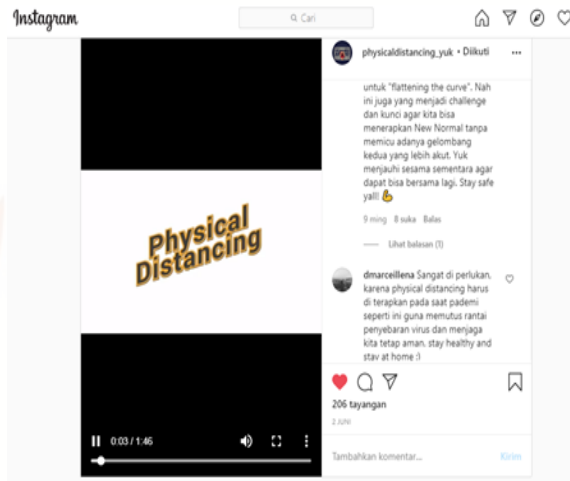 Instagram
Cari
physicaldistancing_yuk • Diikuti
untuk "flattening the curve". Nah
ini juga yang menjadi challenge
dan kunci agar kita bisa
menerapkan New Normal tanpa
memicu adanya gelombang
kedua yang lebih akut. Yuk
menjauhi sesama sementara agar
dapat bisa bersama lagi. Stay safe
yall! 💪
9 ming 8 suka Balas
Lihat balasan (1)
dmarceillena Sangat di perlukan.
karena physical distancing harus
di terapkan pada saat pademi
seperti ini guna memutus rantai
penyebaran virus dan menjaga
kita tetap aman. stay healthy and
stay at home :)
Physical
Distancing
0:03 / 1:46
206 tayangan
2 JUNI
Tambahkan komentar...
Kirim